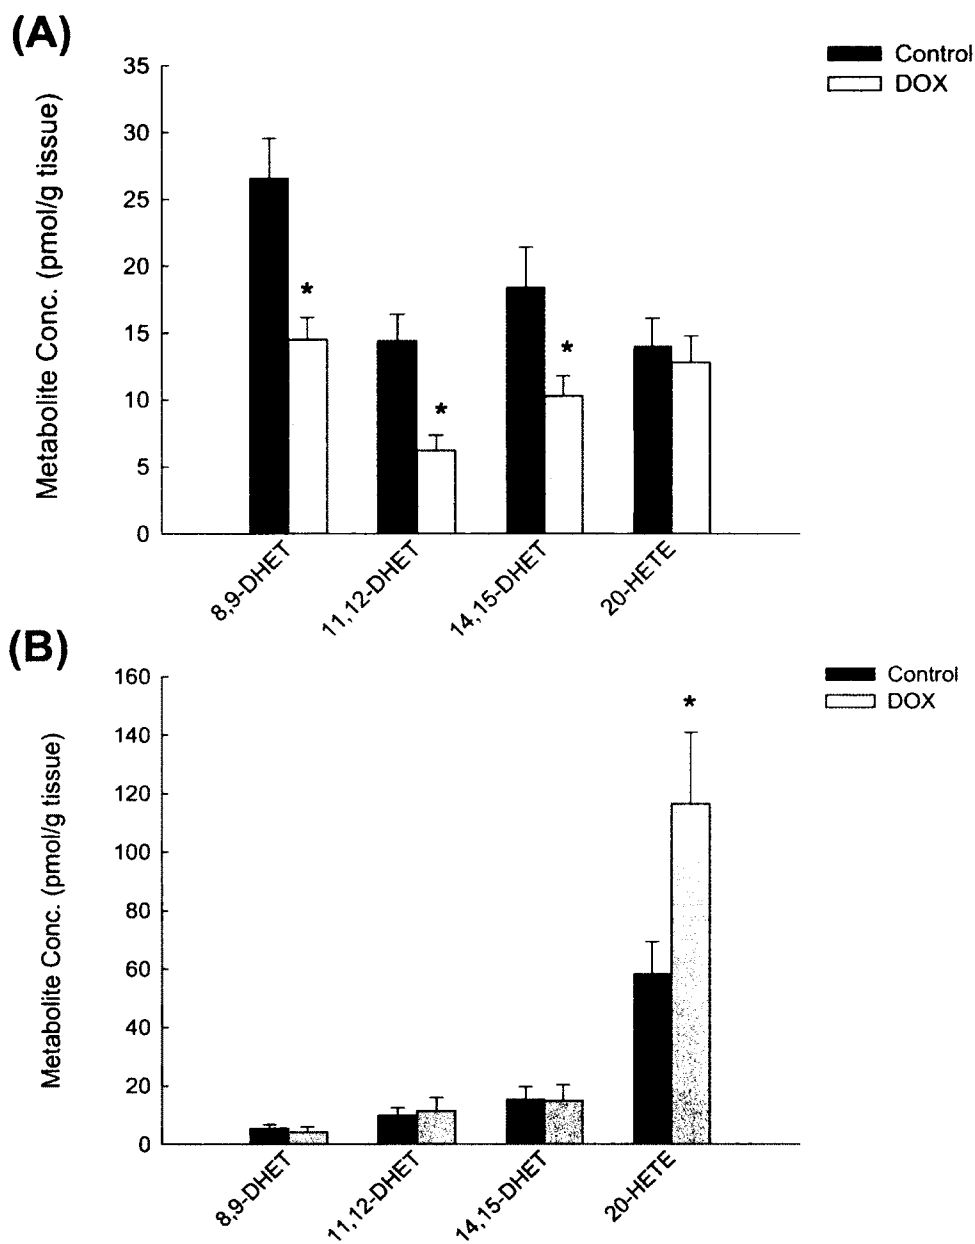 (A)
Control
DOX
Metabolite Conc. (pmol/g tissue)
35
30
25
20
15
10
5
0
*
*
*
8,9-DHET
11,12-DHET
14,15-DHET
20-HETE
(B)
Control
DOX
Metabolite Conc. (pmol/g tissue)
160
140
120
100
80
60
40
20
0
*
8,9-DHET
11,12-DHET
14,15-DHET
20-HETE